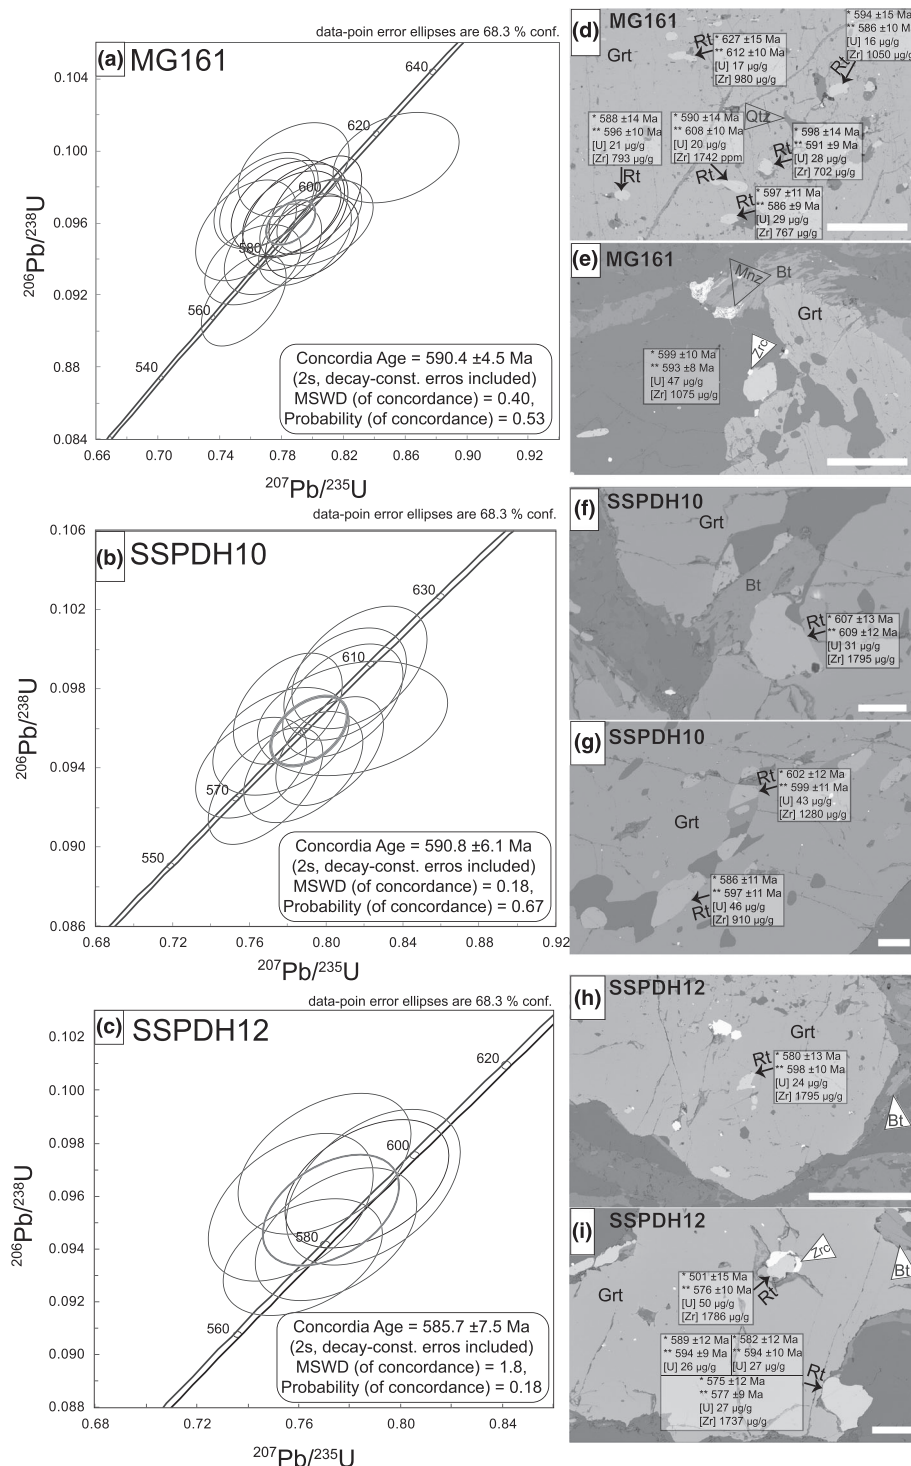 data-poin error ellipses are 68.3 % conf.
(a) MG161
0.104
0.100
0.096
0.092
0.088
0.084
640
620
600
580
560
540
Concordia Age = 590.4 ±4.5 Ma
(2s, decay-const. erros included)
MSWD (of concordance) = 0.40,
Probability (of concordance) = 0.53
0.66 0.70 0.74 0.78 0.82 0.86 0.90 0.94
206Pb/238U
207Pb/235U
data-poin error ellipses are 68.3 % conf.
(b) SSPDH10
0.106
0.102
0.098
0.094
0.090
0.086
630
610
570
550
Concordia Age = 590.8 ±6.1 Ma
(2s, decay-const. erros included)
MSWD (of concordance) = 0.18,
Probability (of concordance) = 0.67
0.68 0.72 0.76 0.80 0.84 0.88 0.92
206Pb/238U
207Pb/235U
data-poin error ellipses are 68.3 % conf.
(c) SSPDH12
0.102
0.100
0.098
0.096
0.094
0.092
0.090
0.088
620
600
580
560
Concordia Age = 585.7 ±7.5 Ma
(2s, decay-const. erros included)
MSWD (of concordance) = 1.8,
Probability (of concordance) = 0.18
0.68 0.72 0.76 0.80 0.84
206Pb/238U
207Pb/235U
(d) MG161
Grt
Rt
* 627 ±15 Ma
** 612 ±10 Ma
[U] 17 µg/g
[Zr] 980 µg/g
* 594 ±15 Ma
** 586 ±10 Ma
[U] 16 µg/g
[Zr] 1050 µg/g
Rt
Qtz
* 588 ±14 Ma
** 596 ±10 Ma
[U] 21 µg/g
[Zr] 793 µg/g
Rt
* 590 ±14 Ma
** 608 ±10 Ma
[U] 20 µg/g
[Zr] 1742 ppm
Rt
* 598 ±14 Ma
** 591 ±9 Ma
[U] 28 µg/g
[Zr] 702 µg/g
Rt
* 597 ±11 Ma
** 586 ±9 Ma
[U] 29 µg/g
[Zr] 767 µg/g
Rt
(e) MG161
Mnz
Bt
Grt
Zrc
* 599 ±10 Ma
** 593 ±8 Ma
[U] 47 µg/g
[Zr] 1075 µg/g
(f) SSPDH10
Grt
Bt
Rt
* 607 ±13 Ma
** 609 ±12 Ma
[U] 31 µg/g
[Zr] 1795 µg/g
(g) SSPDH10
Rt
* 602 ±12 Ma
** 599 ±11 Ma
[U] 43 µg/g
[Zr] 1280 µg/g
Grt
* 586 ±11 Ma
** 597 ±11 Ma
[U] 46 µg/g
[Zr] 910 µg/g
Rt
(h) SSPDH12
Grt
Rt
* 580 ±13 Ma
** 598 ±10 Ma
[U] 24 µg/g
[Zr] 1795 µg/g
Bt
(i) SSPDH12
Zrc
Bt
Grt
* 501 ±15 Ma
** 576 ±10 Ma
[U] 50 µg/g
[Zr] 1786 µg/g
Rt
* 589 ±12 Ma
** 594 ±9 Ma
[U] 26 µg/g
* 582 ±12 Ma
** 594 ±10 Ma
[U] 27 µg/g
* 575 ±12 Ma
** 577 ±9 Ma
[U] 27 µg/g
[Zr] 1737 µg/g
Rt